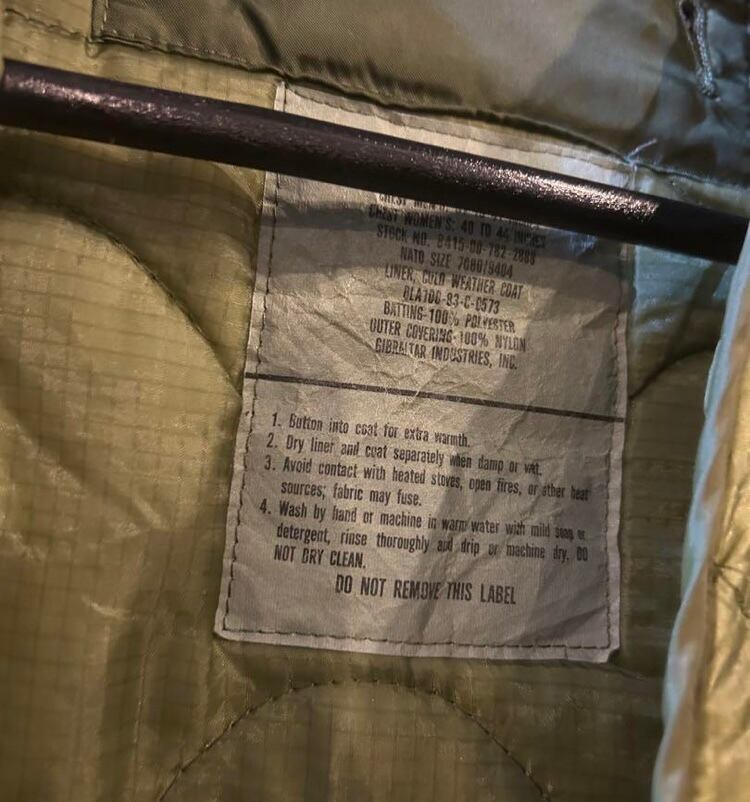 CHEST WOMEN'S: 40 TO 44 INCHES
STOCK NO. 8415-00-782-2888
NATO SIZE 7080/9404
LINER, COLD WEATHER COAT
DLA100-83-C-0573
BATTING-100% POLYESTER
OUTER COVERING-100% NYLON
GIBRALTAR INDUSTRIES, INC.
1. Button into coat for extra warmth.
2. Dry liner and coat separately when damp or wet.
3. Avoid contact with heated stoves, open fires, or other heat
sources; fabric may fuse.
4. Wash by hand or machine in warm water with mild soap or
detergent, rinse thoroughly and drip or machine dry. DO
NOT DRY CLEAN.
DO NOT REMOVE THIS LABEL